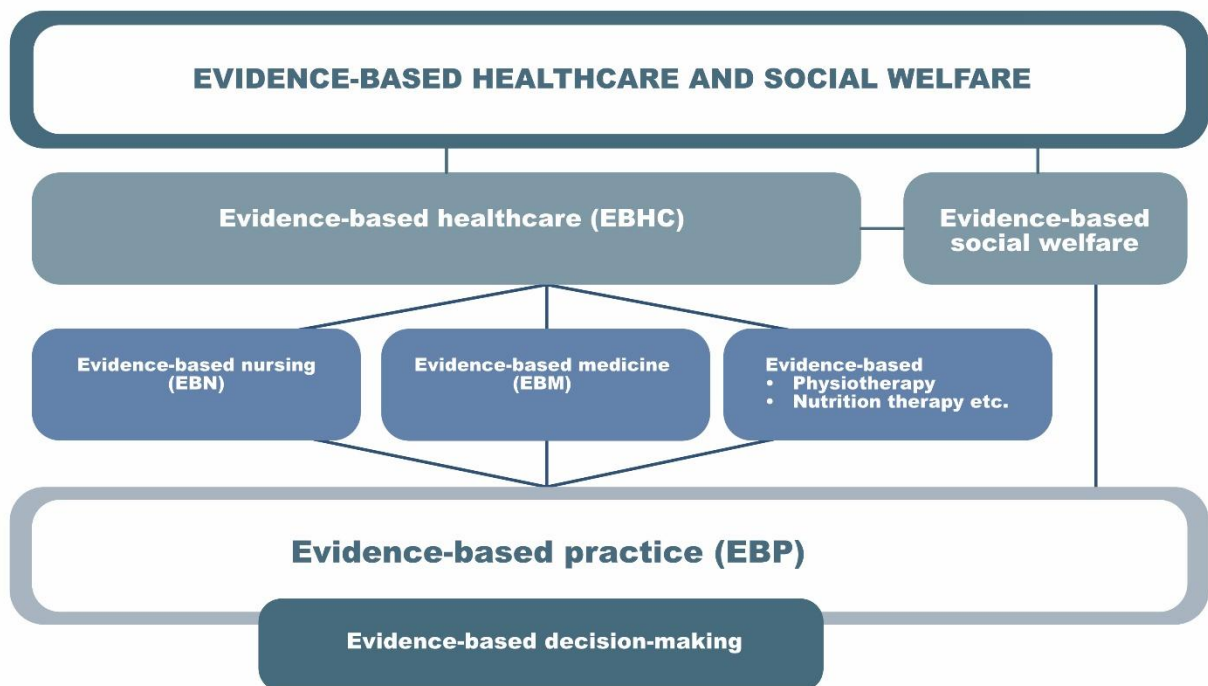 EVIDENCE-BASED HEALTHCARE AND SOCIAL WELFARE
Evidence-based healthcare (EBHC)
Evidence-based
social welfare
Evidence-based nursing
(EBN)
Evidence-based medicine
(EBM)
Evidence-based
• Physiotherapy
• Nutrition therapy etc.
Evidence-based practice (EBP)
Evidence-based decision-making